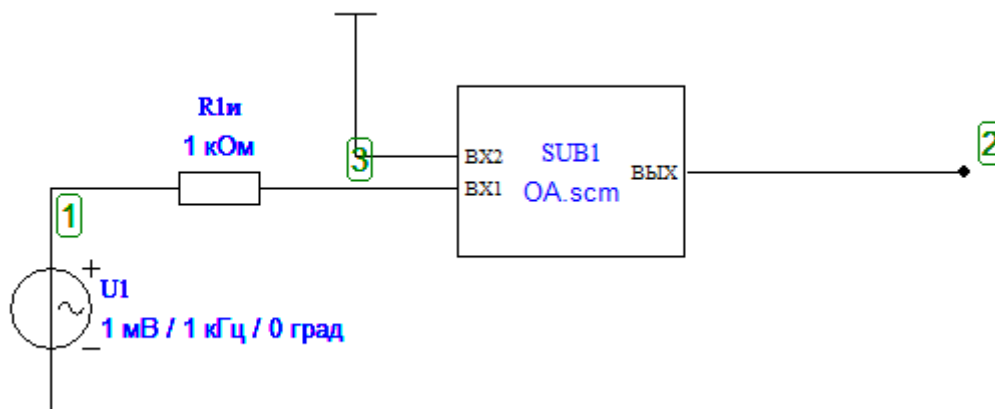 R1и
1 кОм
3
ВХ2
SUB1
ВХ1
OA.scm
ВЫХ
2
1
+
U1
1 мВ / 1 кГц / 0 град
−